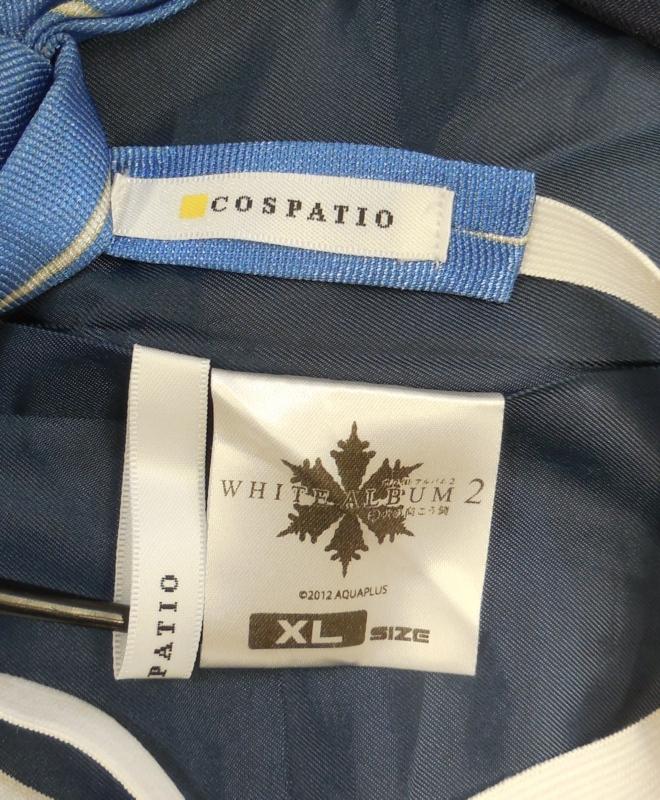 COSPATIO
PATIO
WHITE ALBUM 2
©2012 AQUAPLUS
XL SIZE